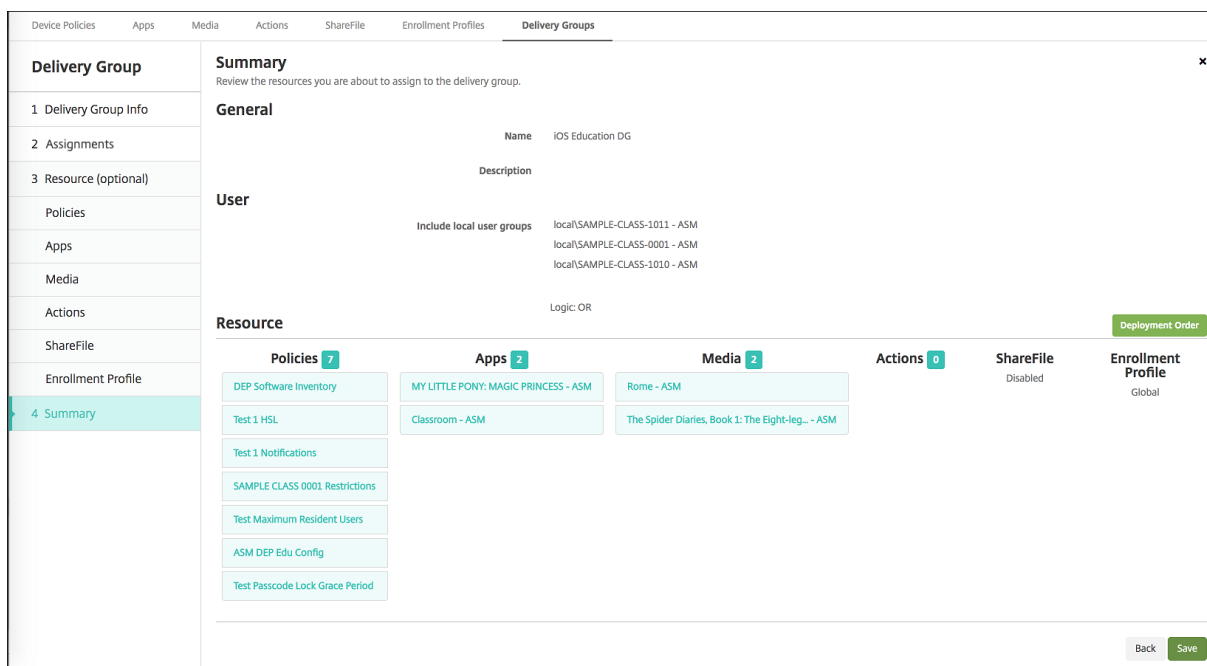 Device Policies Apps Media Actions ShareFile Enrollment Profiles Delivery Groups
Delivery Group
1 Delivery Group Info
2 Assignments
3 Resource (optional)
Policies
Apps
Media
Actions
ShareFile
Enrollment Profile
4 Summary
Summary
Review the resources you are about to assign to the delivery group.
General
Name iOS Education DG
Description
User
Include local user groups local\SAMPLE-CLASS-1011 - ASM
local\SAMPLE-CLASS-0001 - ASM
local\SAMPLE-CLASS-1010 - ASM
Logic: OR
Resource
Deployment Order
Policies 7
DEP Software Inventory
Test 1 HSL
Test 1 Notifications
SAMPLE CLASS 0001 Restrictions
Test Maximum Resident Users
ASM DEP Edu Config
Test Passcode Lock Grace Period
Apps 2
MY LITTLE PONY: MAGIC PRINCESS - ASM
Classroom - ASM
Media 2
Rome - ASM
The Spider Diaries, Book 1: The Eight-leg... - ASM
Actions 0
ShareFile
Disabled
Enrollment
Profile
Global
Back Save